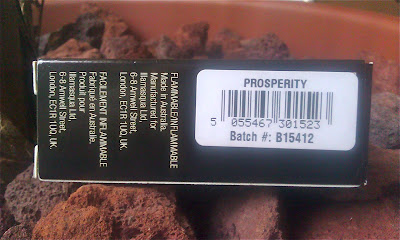 FLAMMABLE/INFLAMMABLE
Made in Australia.
Manufactured for
Illamasqua Ltd,
6-8 Amwell Street,
London, EC1R 1UQ, UK.
FACILEMENT INFLAMMABLE
Fabriqué en Australie.
Produit pour
Illamasqua Ltd,
6-8 Amwell Street,
London, EC1R 1UQ, UK.
PROSPERITY
5 055467 301523
Batch #: B15412